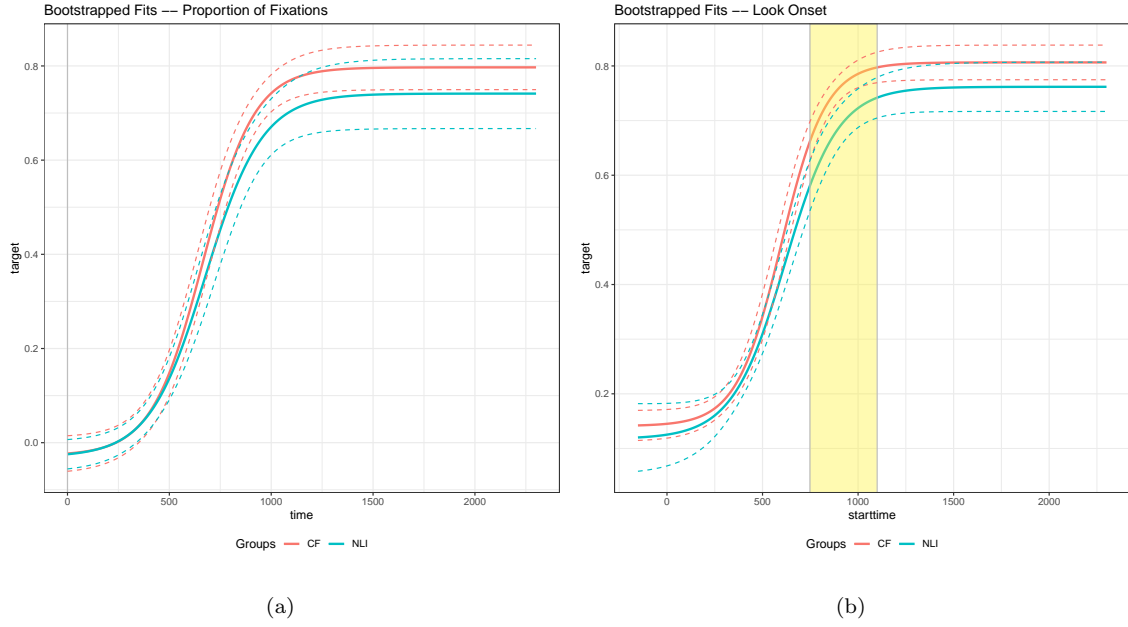 Bootstrapped Fits −− Proportion of Fixations
target
0.8
0.6
0.4
0.2
0.0
0 500 1000 1500 2000
time
Groups CF NLI
(a)
Bootstrapped Fits −− Look Onset
target
0.8
0.6
0.4
0.2
0 500 1000 1500 2000
starttime
Groups CF NLI
(b)